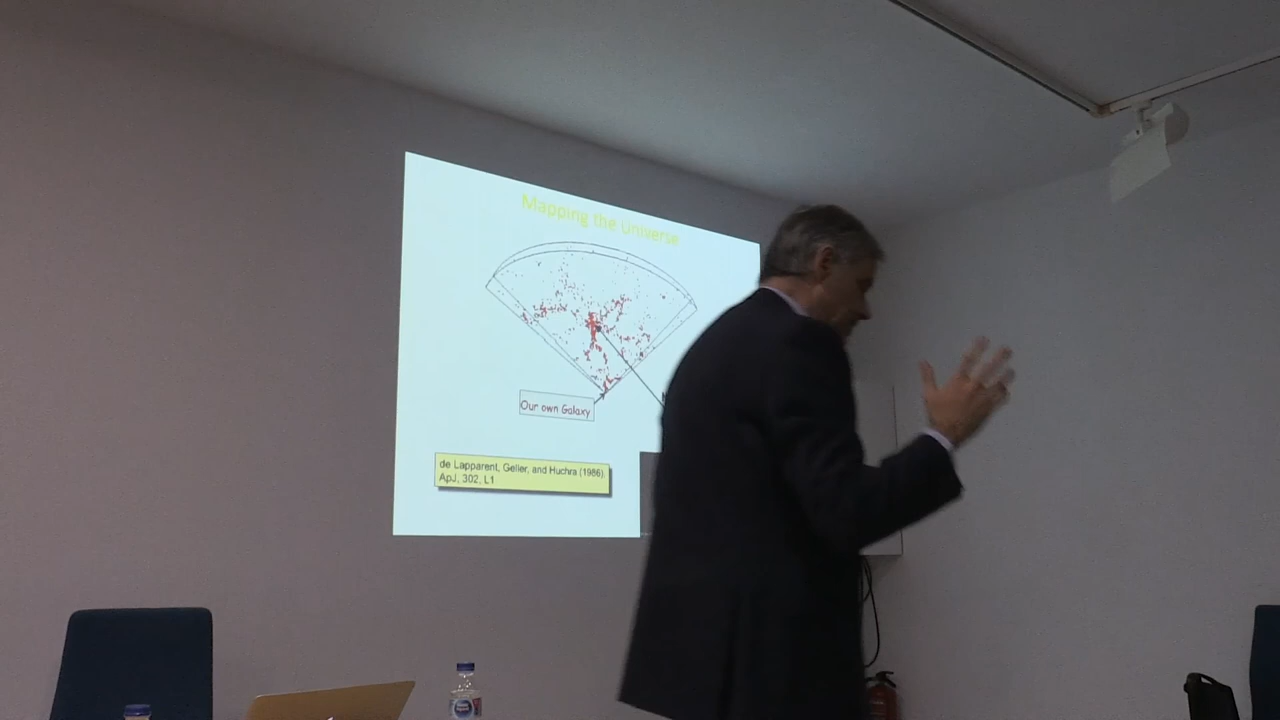 Mapping the Universe
Our own Galaxy
de Lapparent, Geller, and Huchra (1986),
ApJ, 302, L1